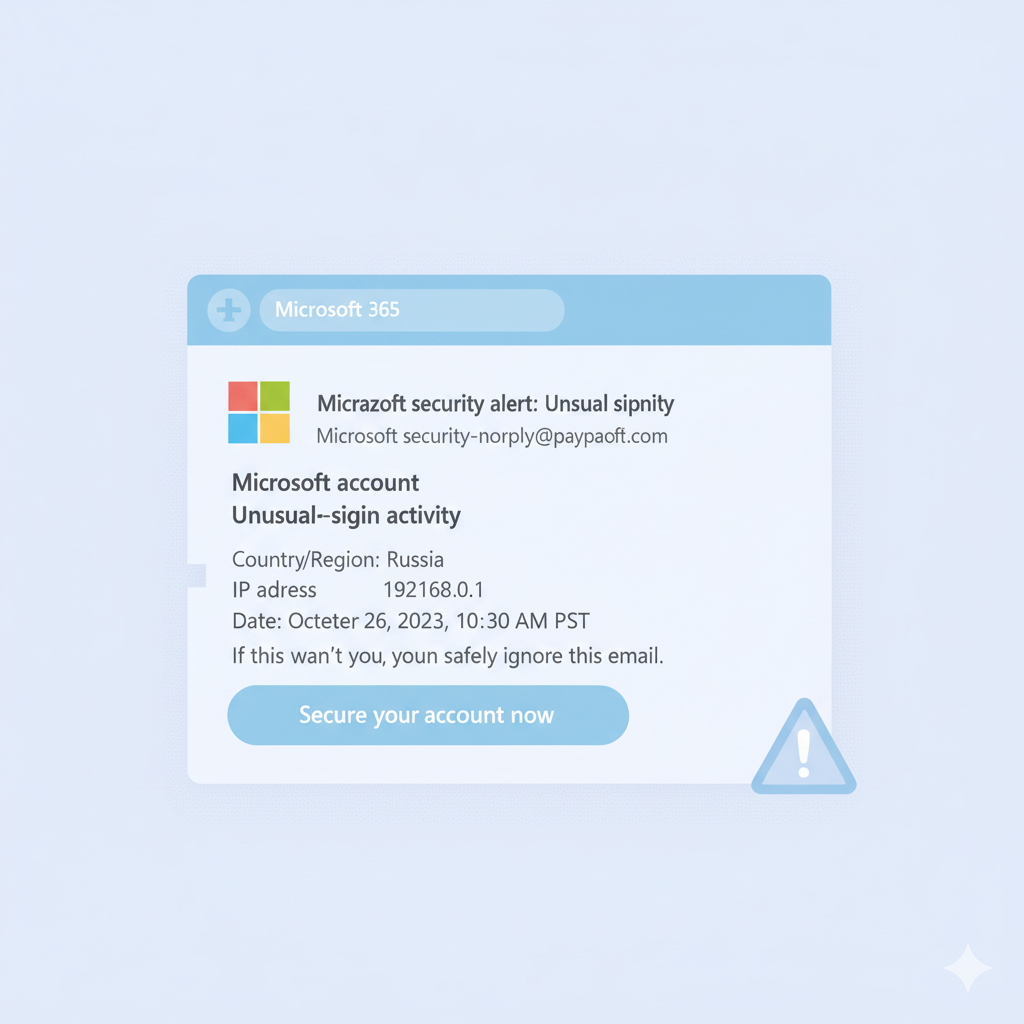 Microsoft 365
Micrazoft security alert: Unsual sipnity
Microsoft security-norply@paypaoft.com
Microsoft account
Unusual--sigin activity
Country/Region: Russia
IP adress 192168.0.1
Date: Octeter 26, 2023, 10:30 AM PST
If this wan't you, youn safely ignore this email.
Secure your account now